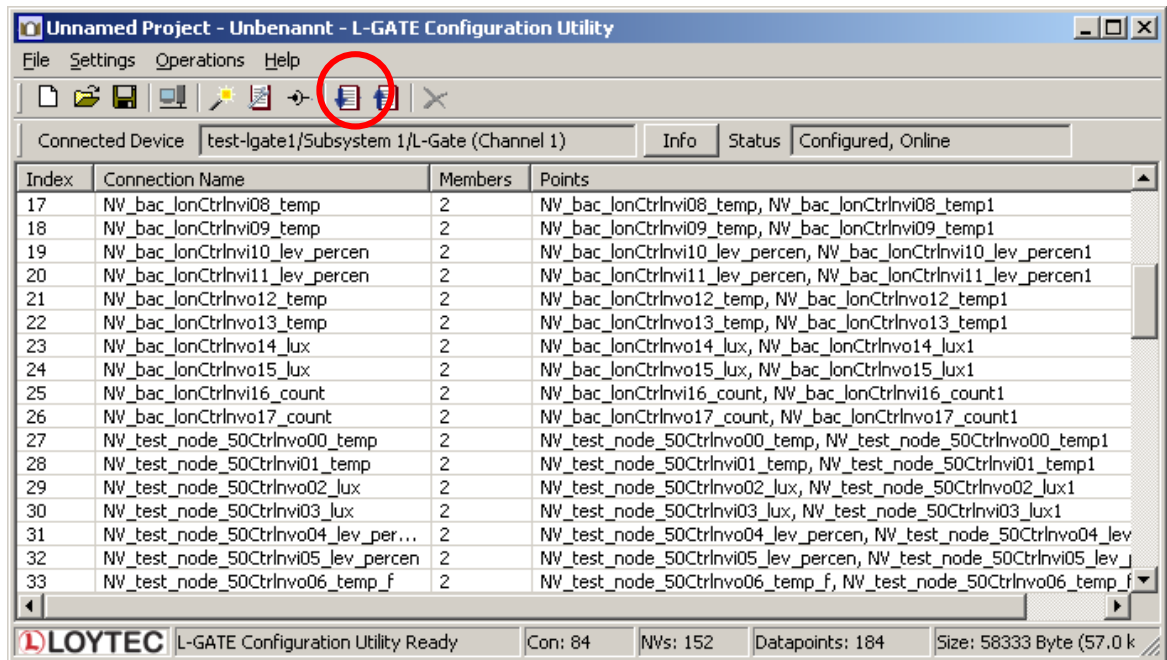 Unnamed Project - Unbenannt - L-GATE Configuration Utility
File Settings Operations Help
Connected Device test-lgate1/Subsystem 1/L-Gate (Channel 1) Info Status Configured, Online
Index Connection Name Members Points
17 NV_bac_lonCtrlnvi08_temp 2 NV_bac_lonCtrlnvi08_temp, NV_bac_lonCtrlnvi08_temp1
18 NV_bac_lonCtrlnvi09_temp 2 NV_bac_lonCtrlnvi09_temp, NV_bac_lonCtrlnvi09_temp1
19 NV_bac_lonCtrlnvi10_lev_percen 2 NV_bac_lonCtrlnvi10_lev_percen, NV_bac_lonCtrlnvi10_lev_percen1
20 NV_bac_lonCtrlnvi11_lev_percen 2 NV_bac_lonCtrlnvi11_lev_percen, NV_bac_lonCtrlnvi11_lev_percen1
21 NV_bac_lonCtrlnvo12_temp 2 NV_bac_lonCtrlnvo12_temp, NV_bac_lonCtrlnvo12_temp1
22 NV_bac_lonCtrlnvo13_temp 2 NV_bac_lonCtrlnvo13_temp, NV_bac_lonCtrlnvo13_temp1
23 NV_bac_lonCtrlnvo14_lux 2 NV_bac_lonCtrlnvo14_lux, NV_bac_lonCtrlnvo14_lux1
24 NV_bac_lonCtrlnvo15_lux 2 NV_bac_lonCtrlnvo15_lux, NV_bac_lonCtrlnvo15_lux1
25 NV_bac_lonCtrlnvi16_count 2 NV_bac_lonCtrlnvi16_count, NV_bac_lonCtrlnvi16_count1
26 NV_bac_lonCtrlnvo17_count 2 NV_bac_lonCtrlnvo17_count, NV_bac_lonCtrlnvo17_count1
27 NV_test_node_50Ctrlnvo00_temp 2 NV_test_node_50Ctrlnvo00_temp, NV_test_node_50Ctrlnvo00_temp1
28 NV_test_node_50Ctrlnvi01_temp 2 NV_test_node_50Ctrlnvi01_temp, NV_test_node_50Ctrlnvi01_temp1
29 NV_test_node_50Ctrlnvo02_lux 2 NV_test_node_50Ctrlnvo02_lux, NV_test_node_50Ctrlnvo02_lux1
30 NV_test_node_50Ctrlnvi03_lux 2 NV_test_node_50Ctrlnvi03_lux, NV_test_node_50Ctrlnvi03_lux1
31 NV_test_node_50Ctrlnvo04_lev_per... 2 NV_test_node_50Ctrlnvo04_lev_percen, NV_test_node_50Ctrlnvo04_lev
32 NV_test_node_50Ctrlnvi05_lev_percen 2 NV_test_node_50Ctrlnvi05_lev_percen, NV_test_node_50Ctrlnvi05_lev_
33 NV_test_node_50Ctrlnvo06_temp_f 2 NV_test_node_50Ctrlnvo06_temp_f, NV_test_node_50Ctrlnvo06_temp_f
LOYTEC L-GATE Configuration Utility Ready Con: 84 NVs: 152 Datapoints: 184 Size: 58333 Byte (57.0 k